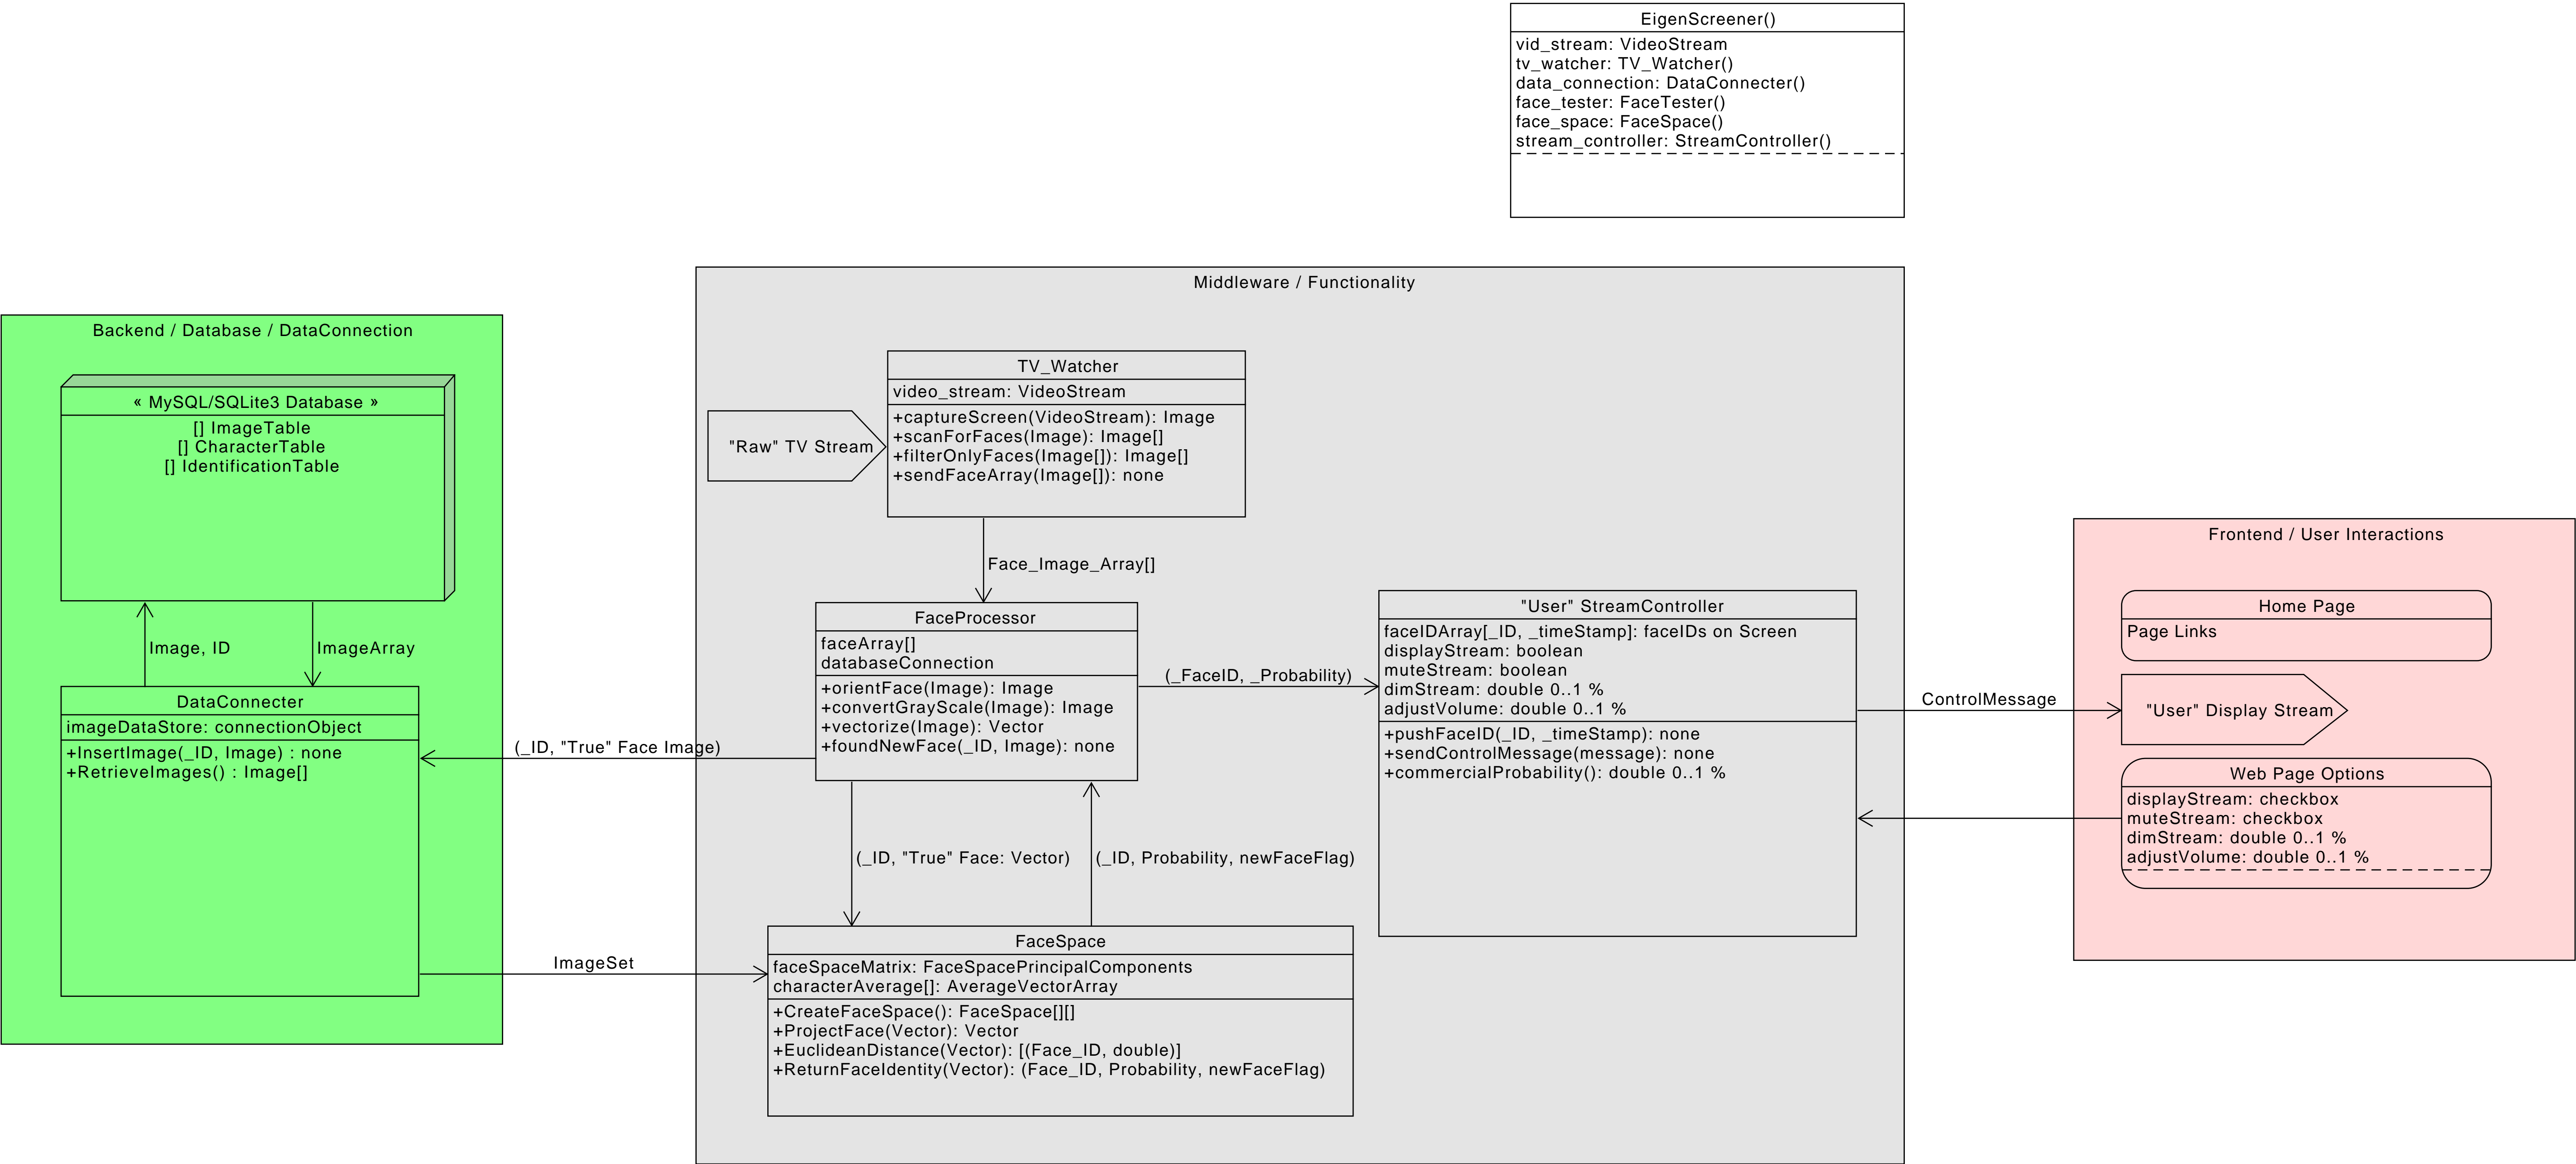 EigenScreener()
vid_stream: VideoStream
tv_watcher: TV_Watcher()
data_connection: DataConnecter()
face_tester: FaceTester()
face_space: FaceSpace()
stream_controller: StreamController()
Backend / Database / DataConnection
« MySQL/SQLite3 Database »
[] ImageTable
[] CharacterTable
[] IdentificationTable
Image, ID
ImageArray
DataConnecter
imageDataStore: connectionObject
+InsertImage(_ID, Image) : none
+RetrieveImages() : Image[]
(_ID, "True" Face Image)
ImageSet
Middleware / Functionality
"Raw" TV Stream
TV_Watcher
video_stream: VideoStream
+captureScreen(VideoStream): Image
+scanForFaces(Image): Image[]
+filterOnlyFaces(Image[]): Image[]
+sendFaceArray(Image[]): none
Face_Image_Array[]
FaceProcessor
faceArray[]
databaseConnection
+orientFace(Image): Image
+convertGrayScale(Image): Image
+vectorize(Image): Vector
+foundNewFace(_ID, Image): none
(_FaceID, _Probability)
(_ID, "True" Face: Vector)
(_ID, Probability, newFaceFlag)
FaceSpace
faceSpaceMatrix: FaceSpacePrincipalComponents
characterAverage[]: AverageVectorArray
+CreateFaceSpace(): FaceSpace[][]
+ProjectFace(Vector): Vector
+EuclideanDistance(Vector): [(Face_ID, double)]
+ReturnFaceIdentity(Vector): (Face_ID, Probability, newFaceFlag)
"User" StreamController
faceIDArray[_ID, _timeStamp]: faceIDs on Screen
displayStream: boolean
muteStream: boolean
dimStream: double 0..1 %
adjustVolume: double 0..1 %
+pushFaceID(_ID, _timeStamp): none
+sendControlMessage(message): none
+commercialProbability(): double 0..1 %
ControlMessage
Frontend / User Interactions
Home Page
Page Links
"User" Display Stream
Web Page Options
displayStream: checkbox
muteStream: checkbox
dimStream: double 0..1 %
adjustVolume: double 0..1 %